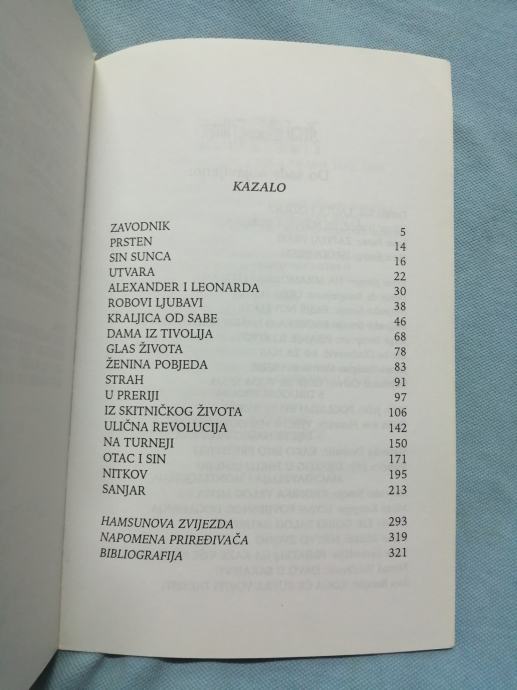 KAZALO
ZAVODNIK 5
PRSTEN 14
SIN SUNCA 16
UTVARA 22
ALEXANDER I LEONARDA 30
ROBOVI LJUBAVI 38
KRALJICA OD SABE 46
DAMA IZ TIVOLIJA 68
GLAS ŽIVOTA 78
ŽENINA POBJEDA 83
STRAH 91
U PRERIJI 97
IZ SKITNIČKOG ŽIVOTA 106
ULIČNA REVOLUCIJA 142
NA TURNEJI 150
OTAC I SIN 171
NITKOV 195
SANJAR 213
HAMSUNOVA ZVIJEZDA 293
NAPOMENA PRIREĐIVAČA 319
BIBLIOGRAFIJA 321